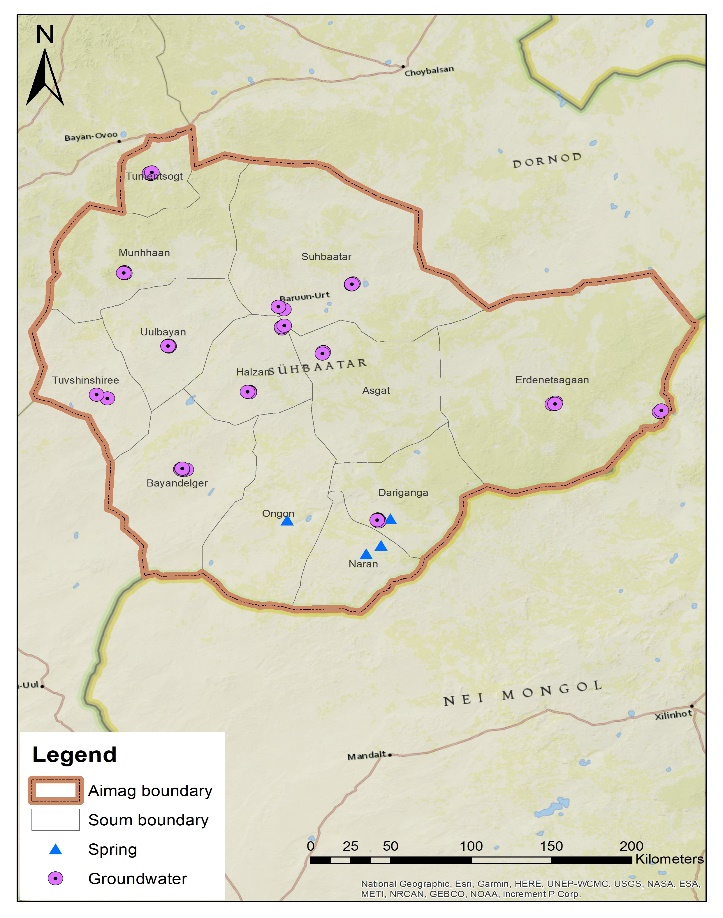 N
Choybalsan
Bayan-Ovoo
DORNOD
Tumentsogt
Munhhaan
Suhbaatar
Baruun-Urt
Uulbayan
Halzan
SÜHBAATAR
Tuvshinshiree
Asgat
Erdenetsagaan
Bayandelger
Dariganga
Ongon
Naran
NEI MONGOL
-Uul
Xilinhot
Mandalt
Legend
Aimag boundary
Soum boundary
Spring
Groundwater
0 25 50 100 150 200
Kilometers
National Geographic, Esri, Garmin, HERE, UNEP-WCMC, USGS, NASA, ESA,
METI, NRCAN, GEBCO, NOAA, increment P Corp.